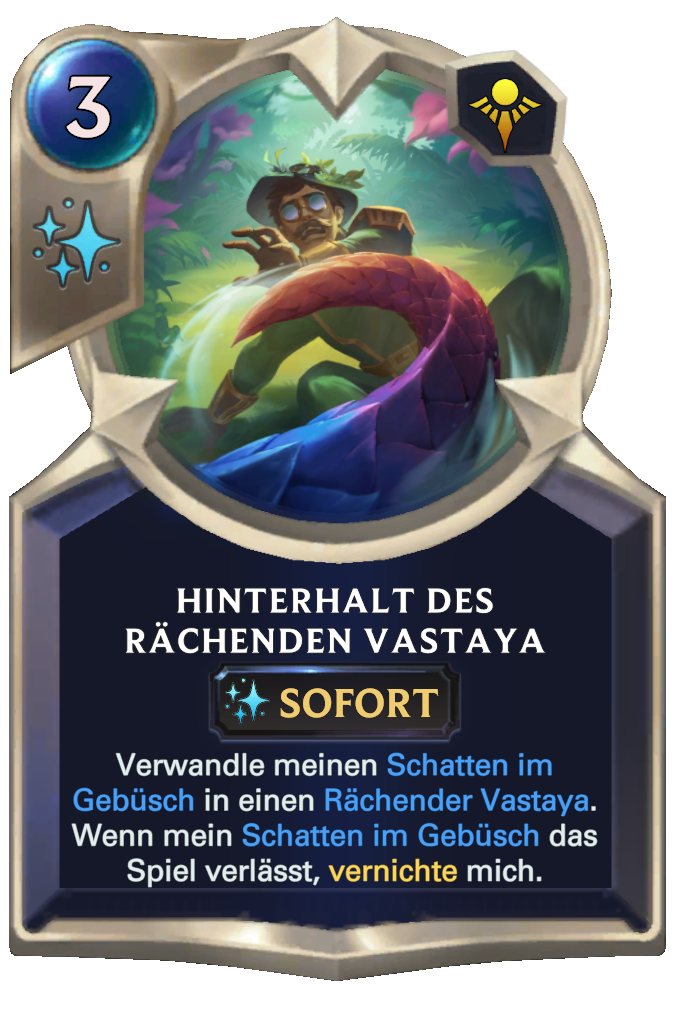 3
HINTERHALT DES
RÄCHENDEN VASTAYA
SOFORT
Verwandle meinen Schatten im
Gebüsch in einen Rächender Vastaya.
Wenn mein Schatten im Gebüsch das
Spiel verlässt, vernichte mich.